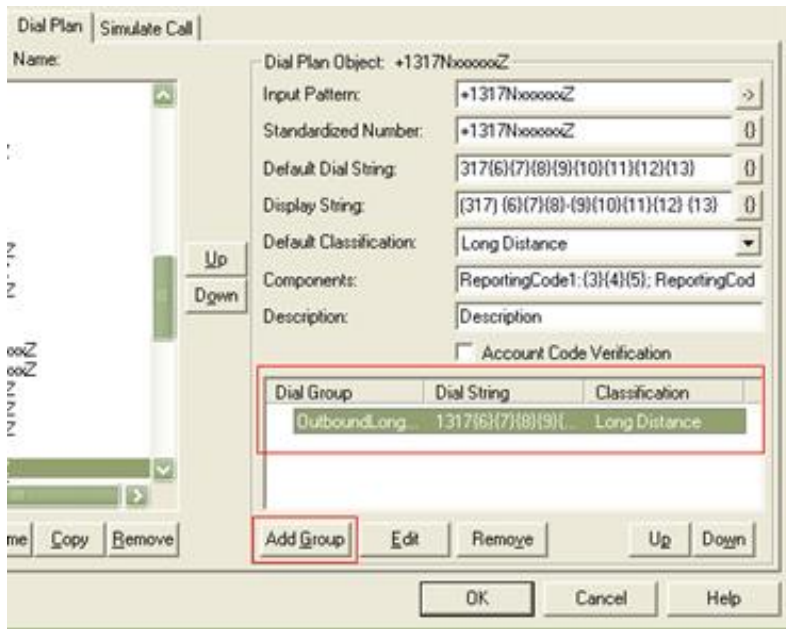 Dial Plan Simulate Call
Name:
Dial Plan Object: +1317NxxxxxxZ
Input Pattern: +1317NxxxxxxZ ->
Standardized Number: +1317NxxxxxxZ {}
Default Dial String: 317{6}{7}{8}{9}{10}{11}{12}{13} {}
Display String: (317) {6}{7}{8}-{9}{10}{11}{12} {13} {}
Default Classification: Long Distance
Components: ReportingCode1:{3}{4}{5}; ReportingCod
Description: Description
Account Code Verification
Up
Down
Z
Z
xxZ
xxZ
Z
Z
Z
Dial Group Dial String Classification
OutboundLong... 1317{6}{7}{8}{9}{... Long Distance
me Copy Remove
Add Group Edit Remove Up Down
OK Cancel Help